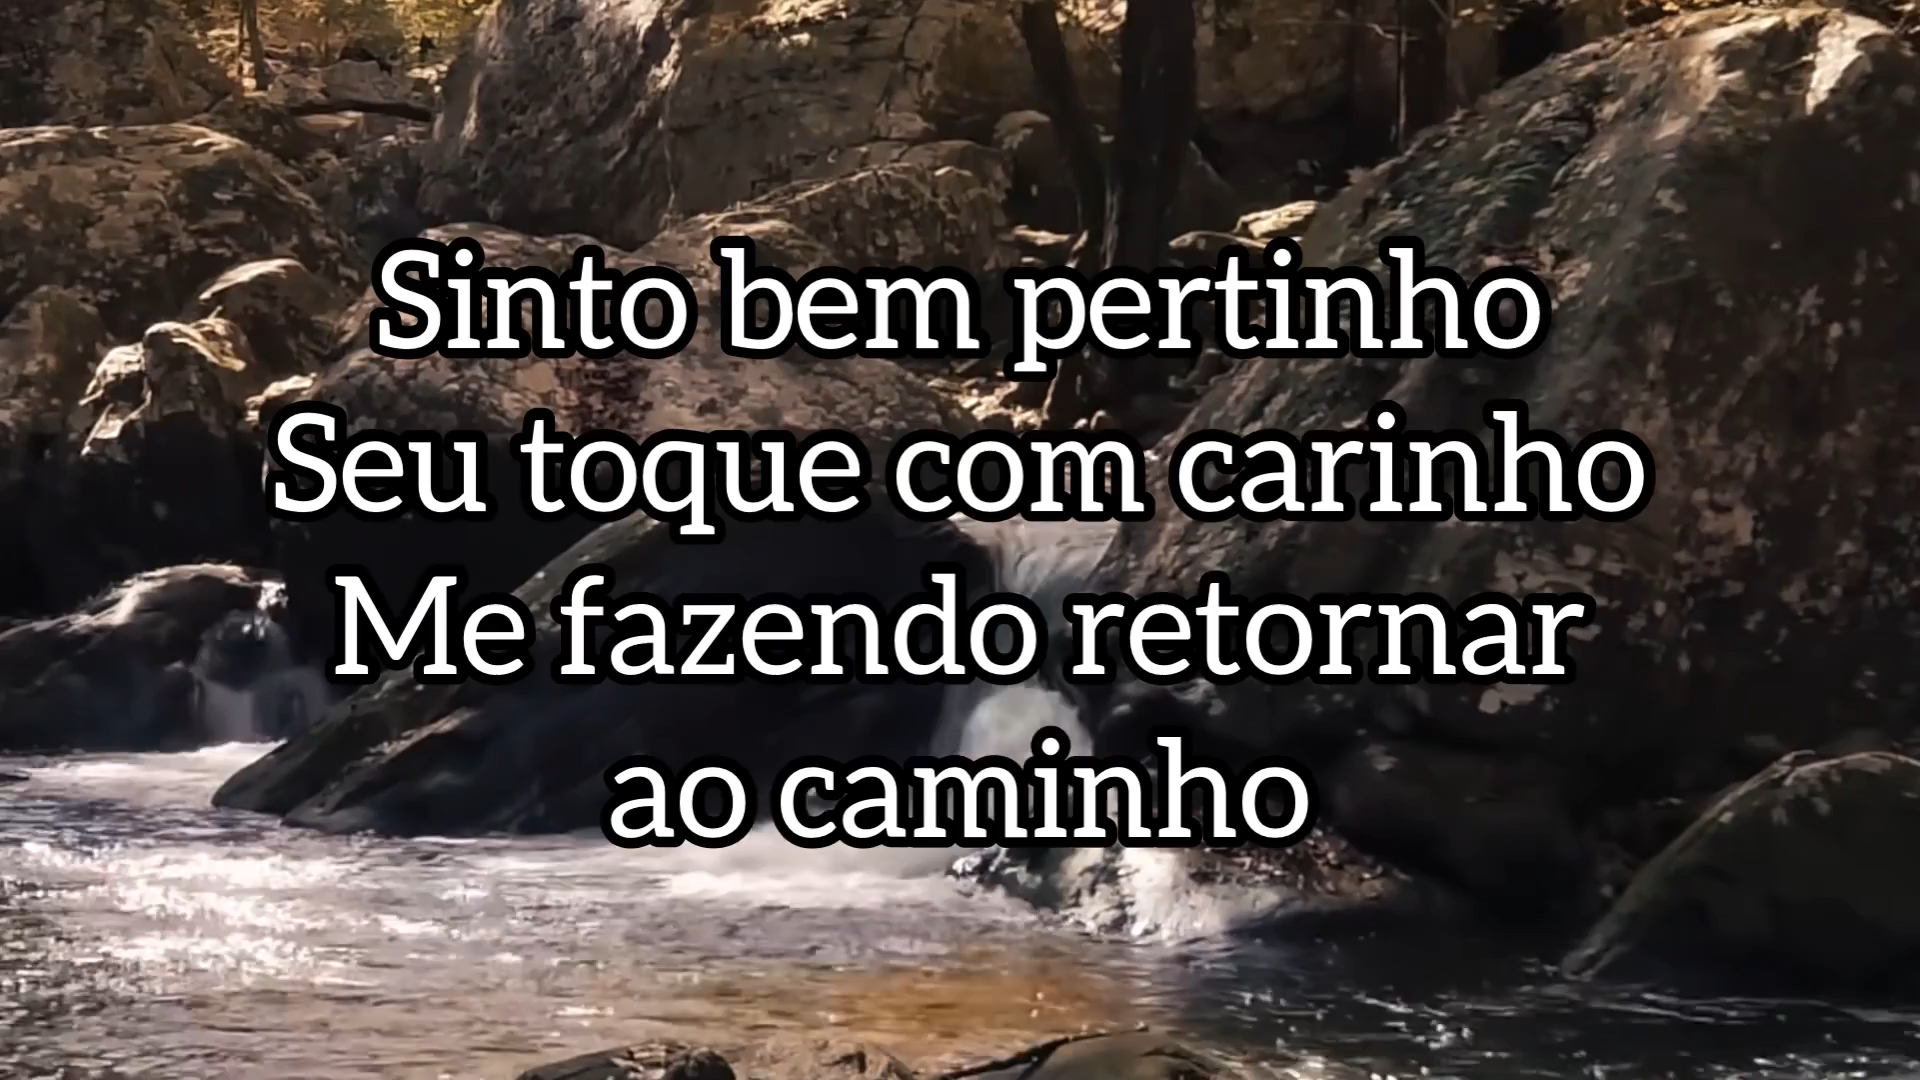 Sinto bem pertinho
Seu toque com carinho
Me fazendo retornar
ao caminho